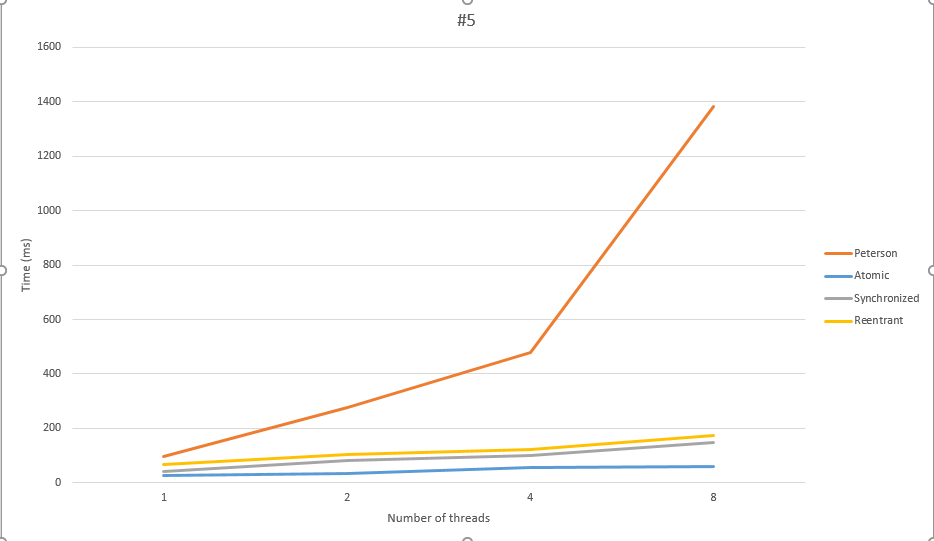 #5
1600
1400
1200
1000
800
600
400
200
0
Time (ms)
1 2 4 8
Number of threads
Peterson
Atomic
Synchronized
Reentrant